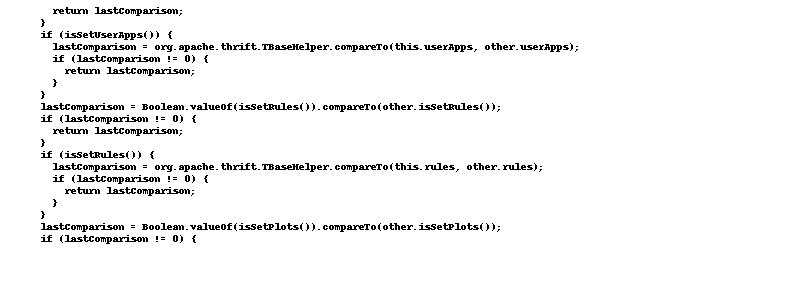 return lastComparison;
}
if (isSetUserApps()) {
lastComparison = org.apache.thrift.TBaseHelper.compareTo(this.userApps, other.userApps);
if (lastComparison != 0) {
return lastComparison;
}
}
lastComparison = Boolean.valueOf(isSetRules()).compareTo(other.isSetRules());
if (lastComparison != 0) {
return lastComparison;
}
if (isSetRules()) {
lastComparison = org.apache.thrift.TBaseHelper.compareTo(this.rules, other.rules);
if (lastComparison != 0) {
return lastComparison;
}
}
lastComparison = Boolean.valueOf(isSetPlots()).compareTo(other.isSetPlots());
if (lastComparison != 0) {